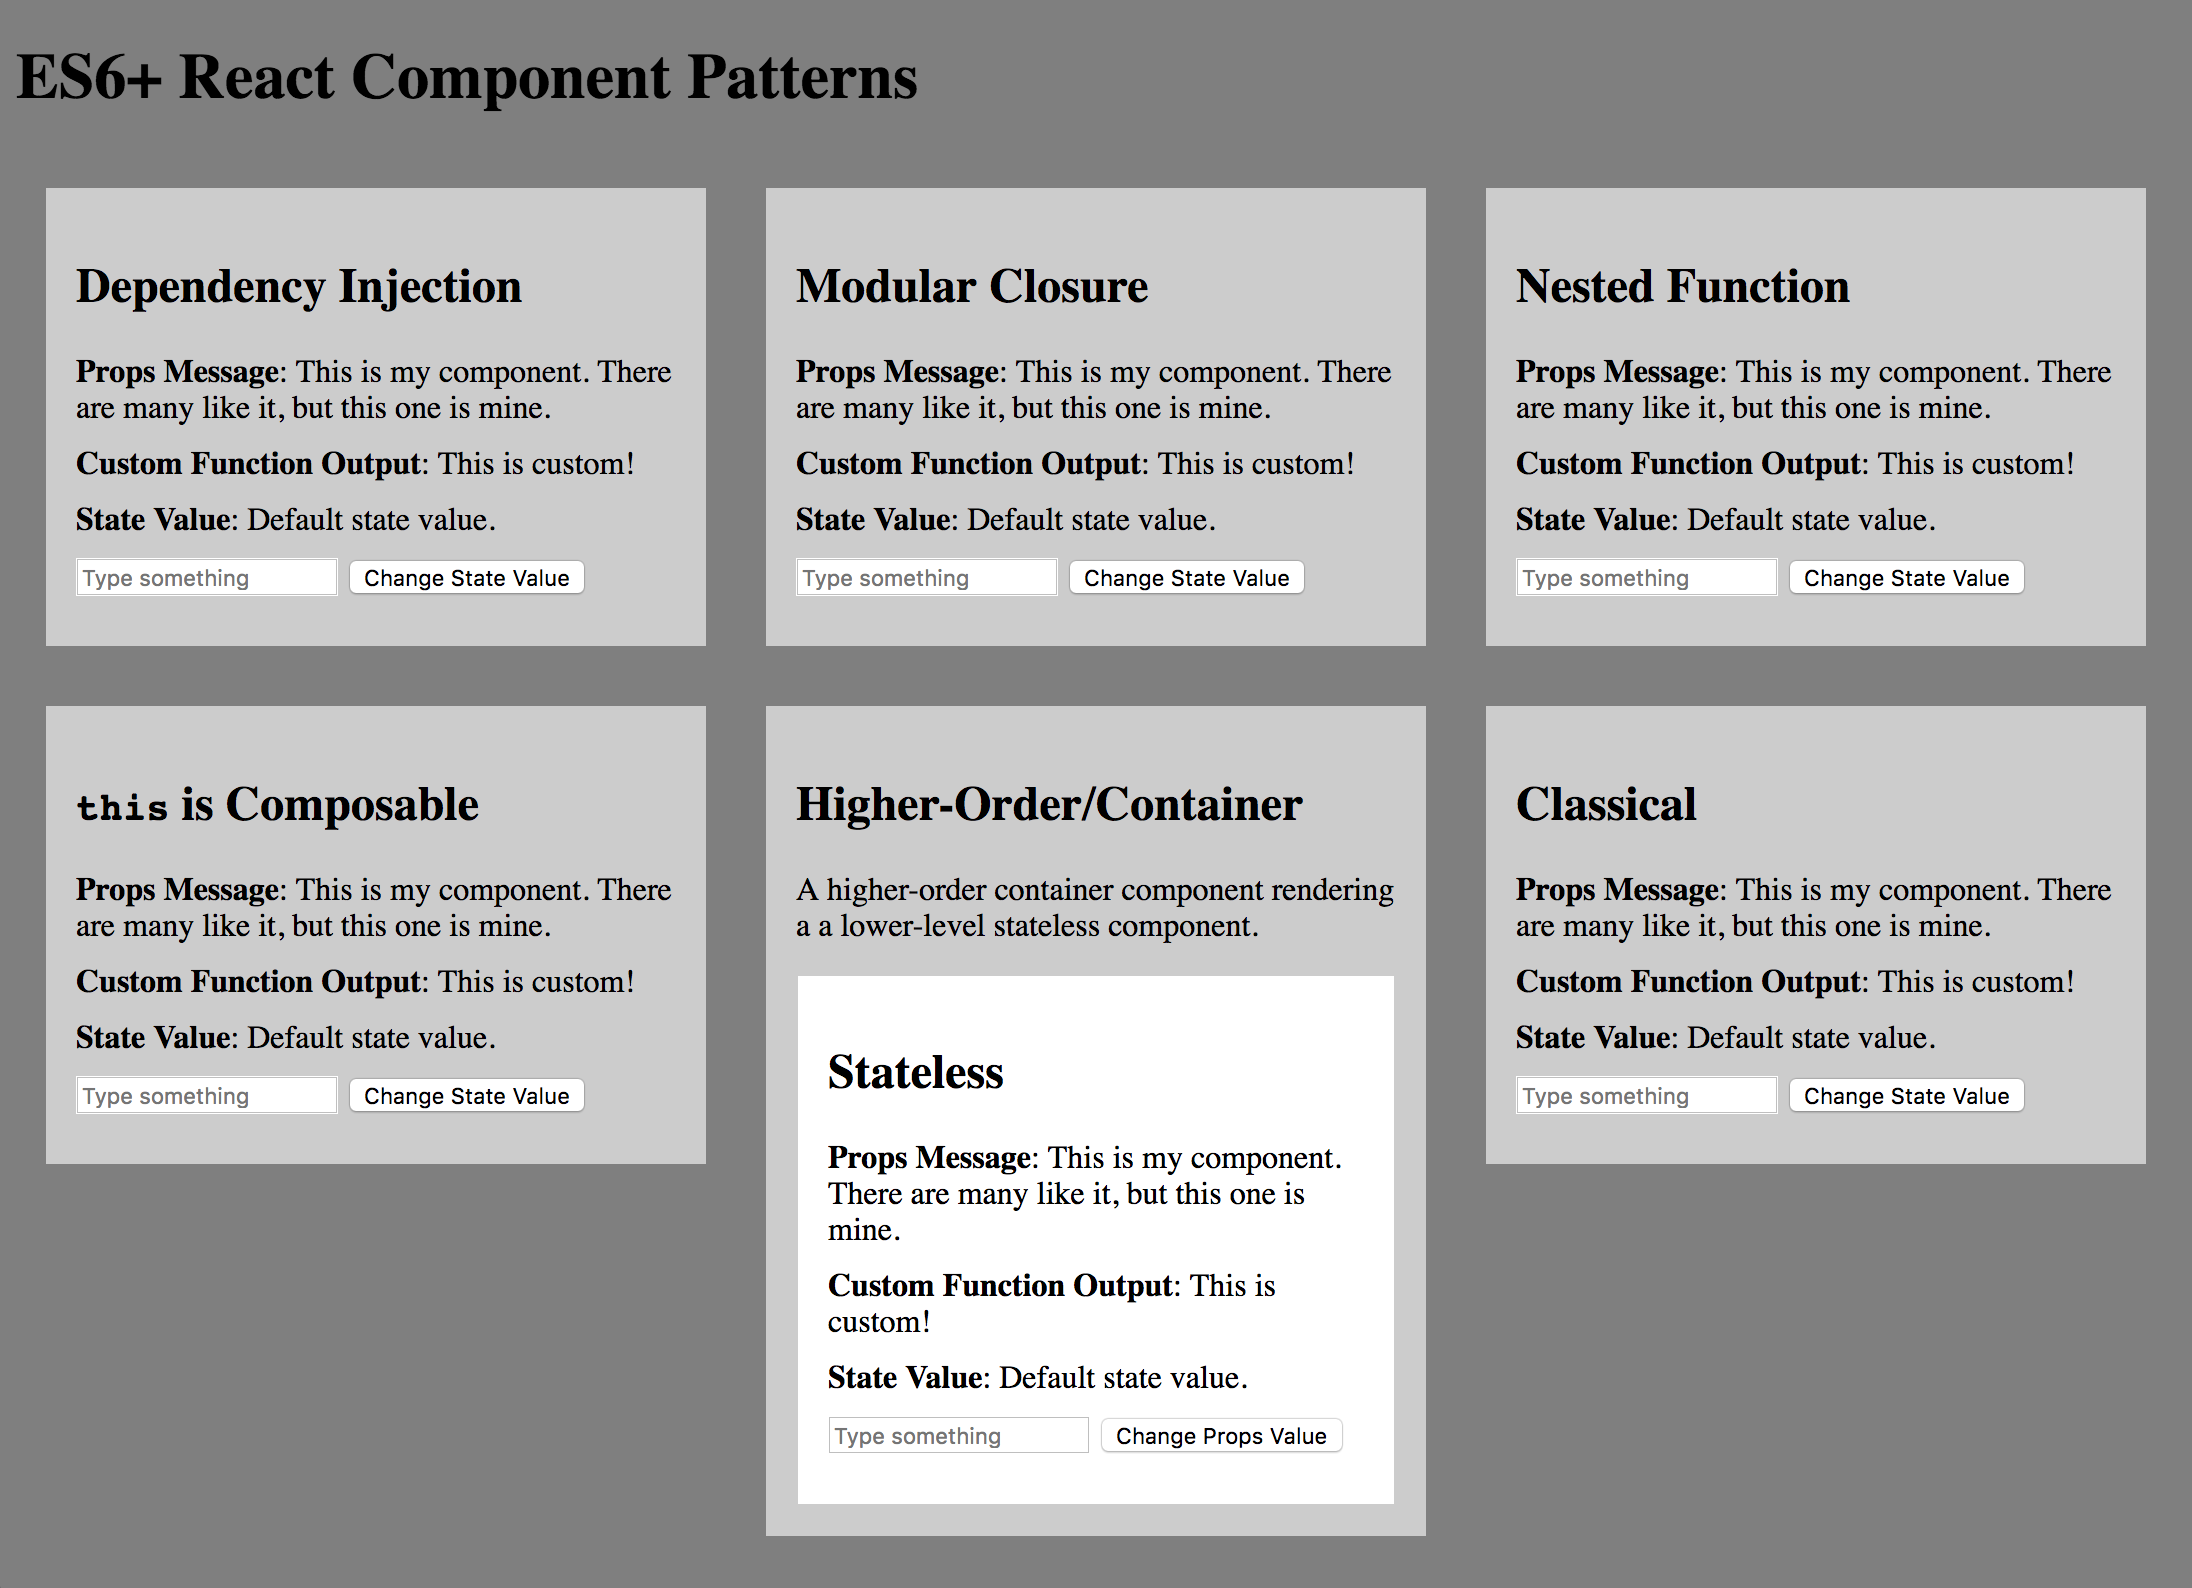 ES6+ React Component Patterns
Dependency Injection
Props Message: This is my component. There
are many like it, but this one is mine.
Custom Function Output: This is custom!
State Value: Default state value.
Type something Change State Value
Modular Closure
Props Message: This is my component. There
are many like it, but this one is mine.
Custom Function Output: This is custom!
State Value: Default state value.
Type something Change State Value
Nested Function
Props Message: This is my component. There
are many like it, but this one is mine.
Custom Function Output: This is custom!
State Value: Default state value.
Type something Change State Value
this is Composable
Props Message: This is my component. There
are many like it, but this one is mine.
Custom Function Output: This is custom!
State Value: Default state value.
Type something Change State Value
Higher-Order/Container
A higher-order container component rendering
a a lower-level stateless component.
Stateless
Props Message: This is my component.
There are many like it, but this one is
mine.
Custom Function Output: This is
custom!
State Value: Default state value.
Type something Change Props Value
Classical
Props Message: This is my component. There
are many like it, but this one is mine.
Custom Function Output: This is custom!
State Value: Default state value.
Type something Change State Value